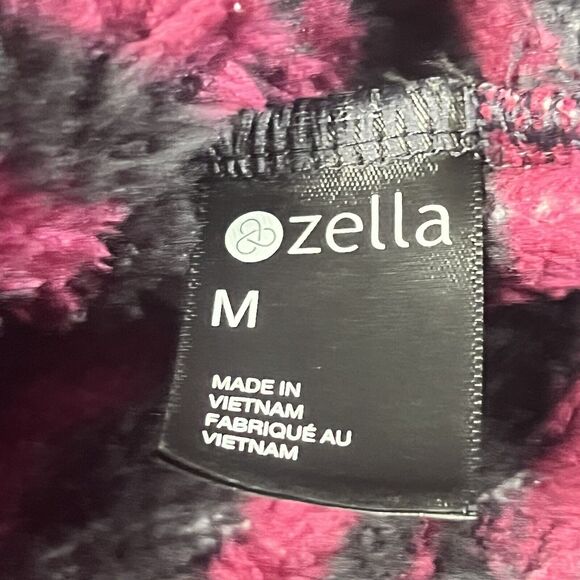 zella
M
MADE IN
VIETNAM
FABRIQUÉ AU
VIETNAM